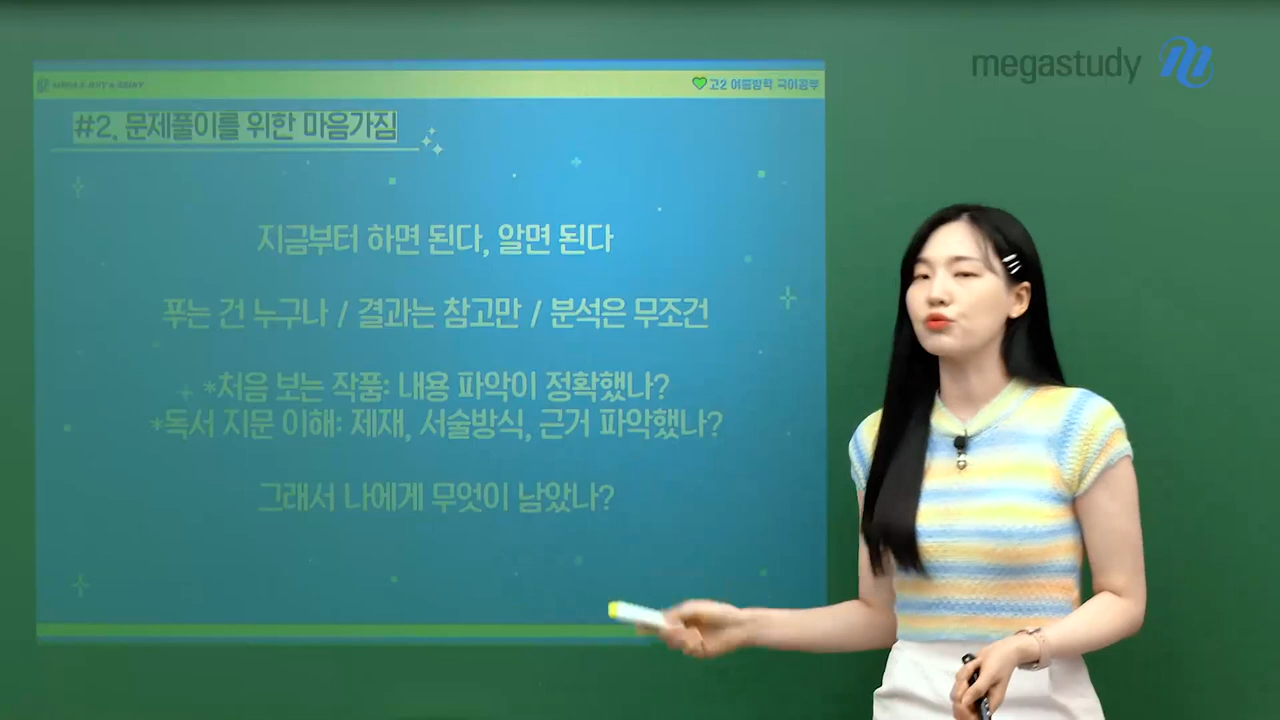 megastudy
고2 여름방학 국어공부
#2. 문제풀이를 위한 마음가짐
지금부터 하면 된다, 알면 된다
푸는 건 누구나 / 결과는 참고만 / 분석은 무조건
*처음 보는 작품: 내용 파악이 정확했나?
*독서 지문 이해: 제재, 서술방식, 근거 파악했나?
그래서 나에게 무엇이 남았나?